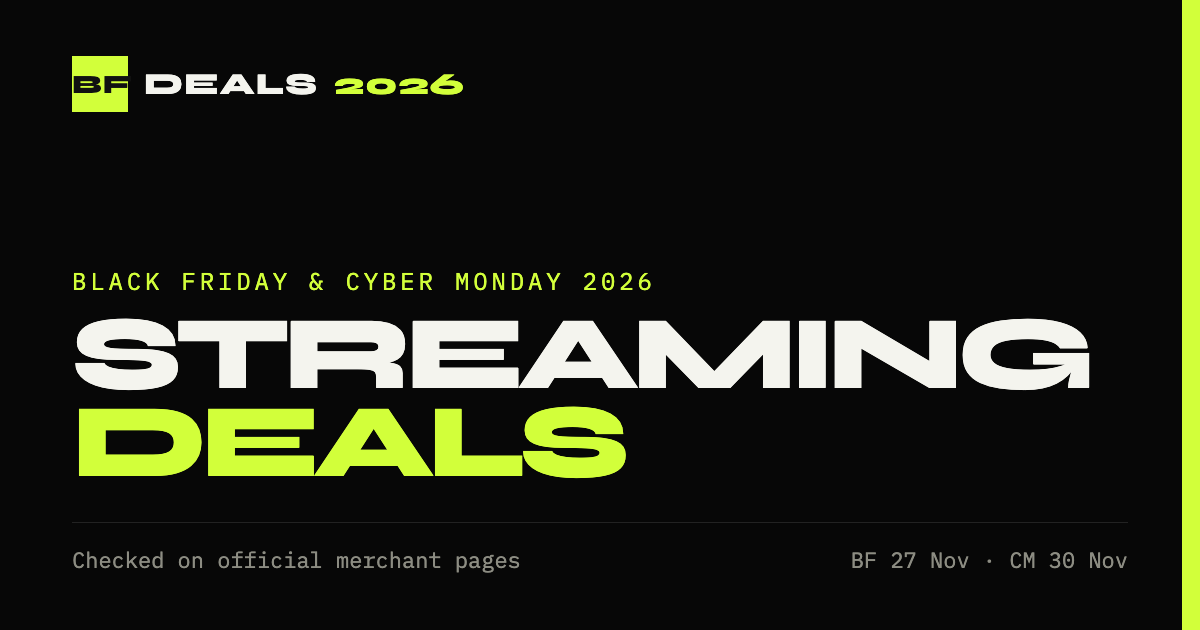 BF DEALS 2026
BLACK FRIDAY & CYBER MONDAY 2026
STREAMING
DEALS
Checked on official merchant pages
BF 27 Nov · CM 30 Nov